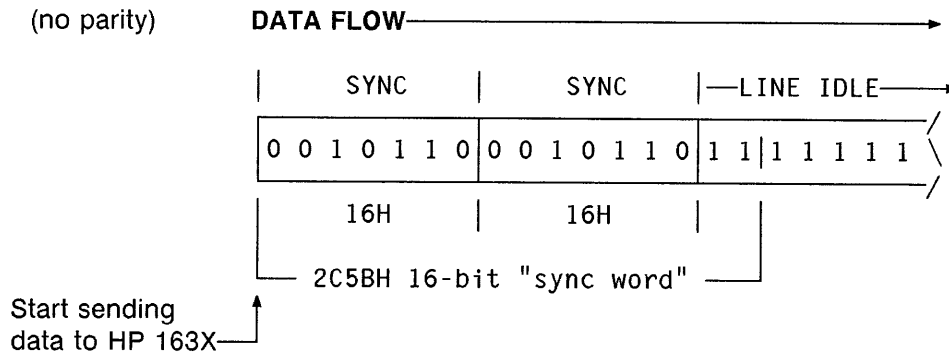 (no parity) DATA FLOW
SYNC SYNC LINE IDLE
0 0 1 0 1 1 0 0 0 1 0 1 1 0 1 1 1 1 1 1 1
16H 16H
2C5BH 16-bit "sync word"
Start sending
data to HP 163X